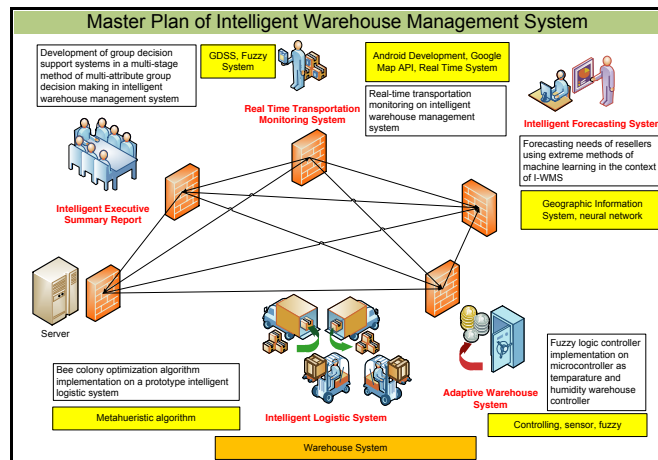 Master Plan of Intelligent Warehouse Management System
Development of group decision
support systems in a multi-stage
method of multi-attribute group
decision making in intelligent
warehouse management system
GDSS, Fuzzy
System
Real Time Transportation
Monitoring System
Android Development, Google
Map API, Real Time System
Real-time transportation
monitoring on intelligent
warehouse management
system
Intelligent Forecasting System
Forecasting needs of resellers
using extreme methods of
machine learning in the context
of I-WMS
Geographic Information
System, neural network
Intelligent Executive
Summary Report
Server
Bee colony optimization algorithm
implementation on a prototype intelligent
logistic system
Metahueristic algorithm
Intelligent Logistic System
Adaptive Warehouse
System
Fuzzy logic controller
implementation on
microcontroller as
temparature and
humidity warehouse
controller
Controlling, sensor, fuzzy
Warehouse System